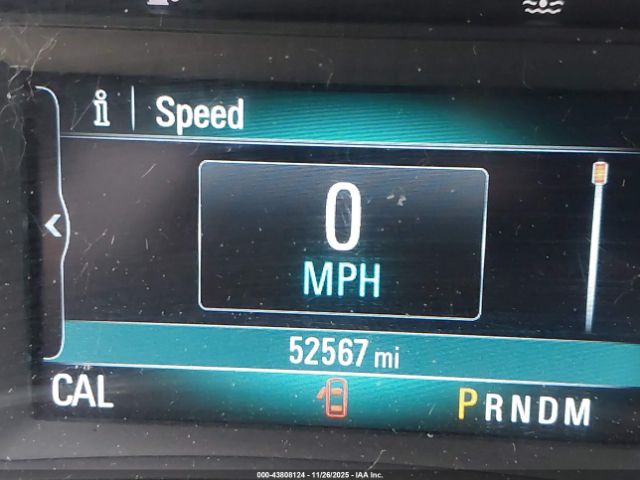 i Speed
0
MPH
52567 mi
CAL PRNDM
000-43808124 - 11/26/2025 - IAA Inc.